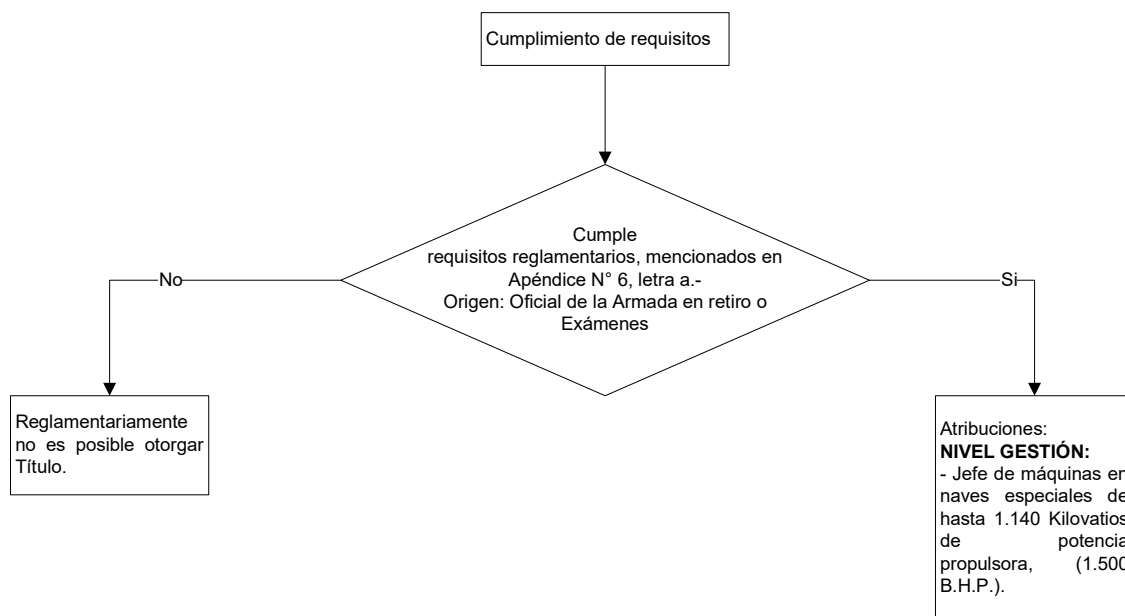 Cumplimiento de requisitos
Cumple
requisitos reglamentarios, mencionados en
Apéndice N° 6, letra a.-
Origen: Oficial de la Armada en retiro o
Exámenes
No
Si
Reglamentariamente
no es posible otorgar
Título.
Atribuciones:
NIVEL GESTIÓN:
- Jefe de máquinas en
naves especiales de
hasta 1.140 Kilovatios
de potencia
propulsora, (1.500
B.H.P.).